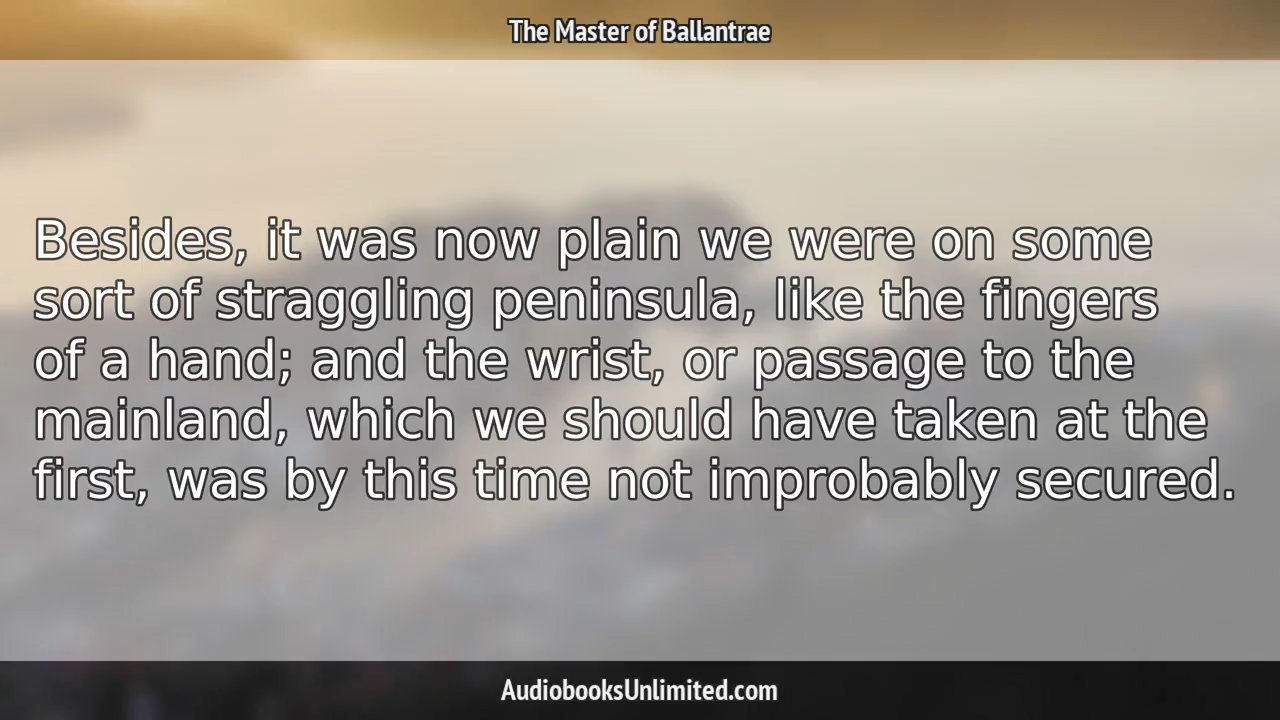 The Master of Ballantrae
Besides, it was now plain we were on some
sort of straggling peninsula, like the fingers
of a hand; and the wrist, or passage to the
mainland, which we should have taken at the
first, was by this time not improbably secured.
AudiobooksUnlimited.com